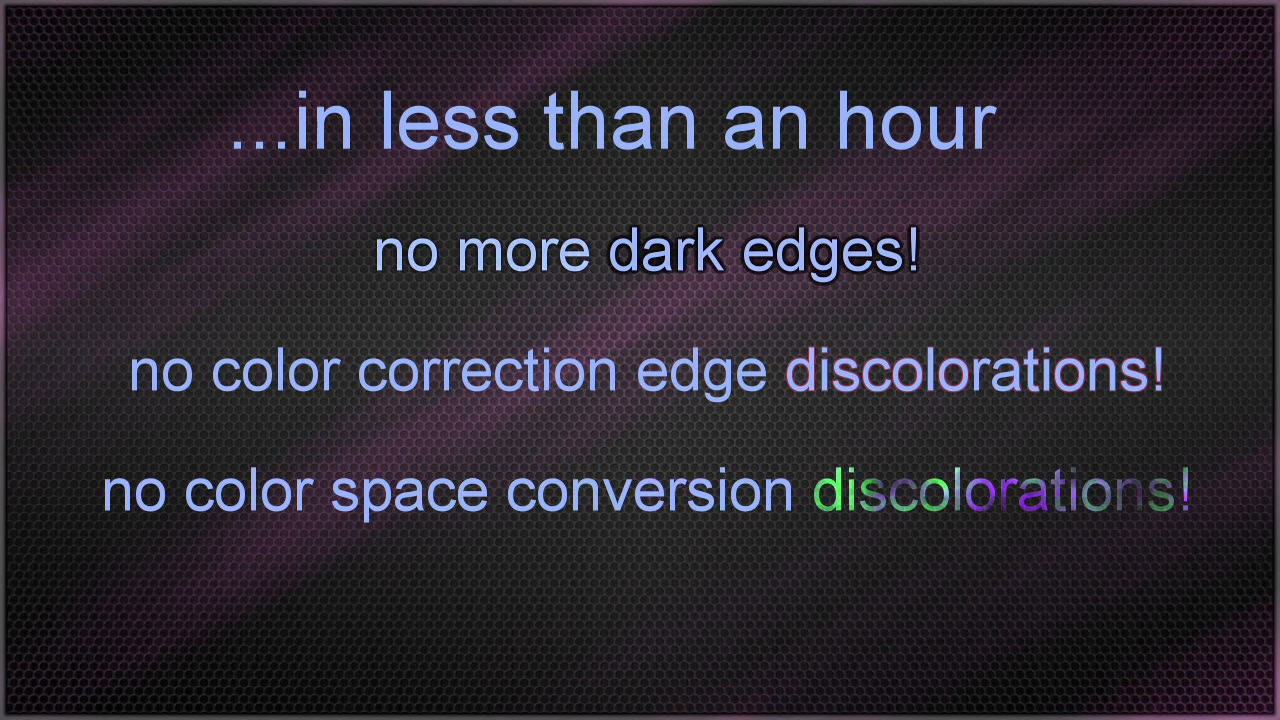 ...in less than an hour
no more dark edges!
no color correction edge discolorations!
no color space conversion discolorations!